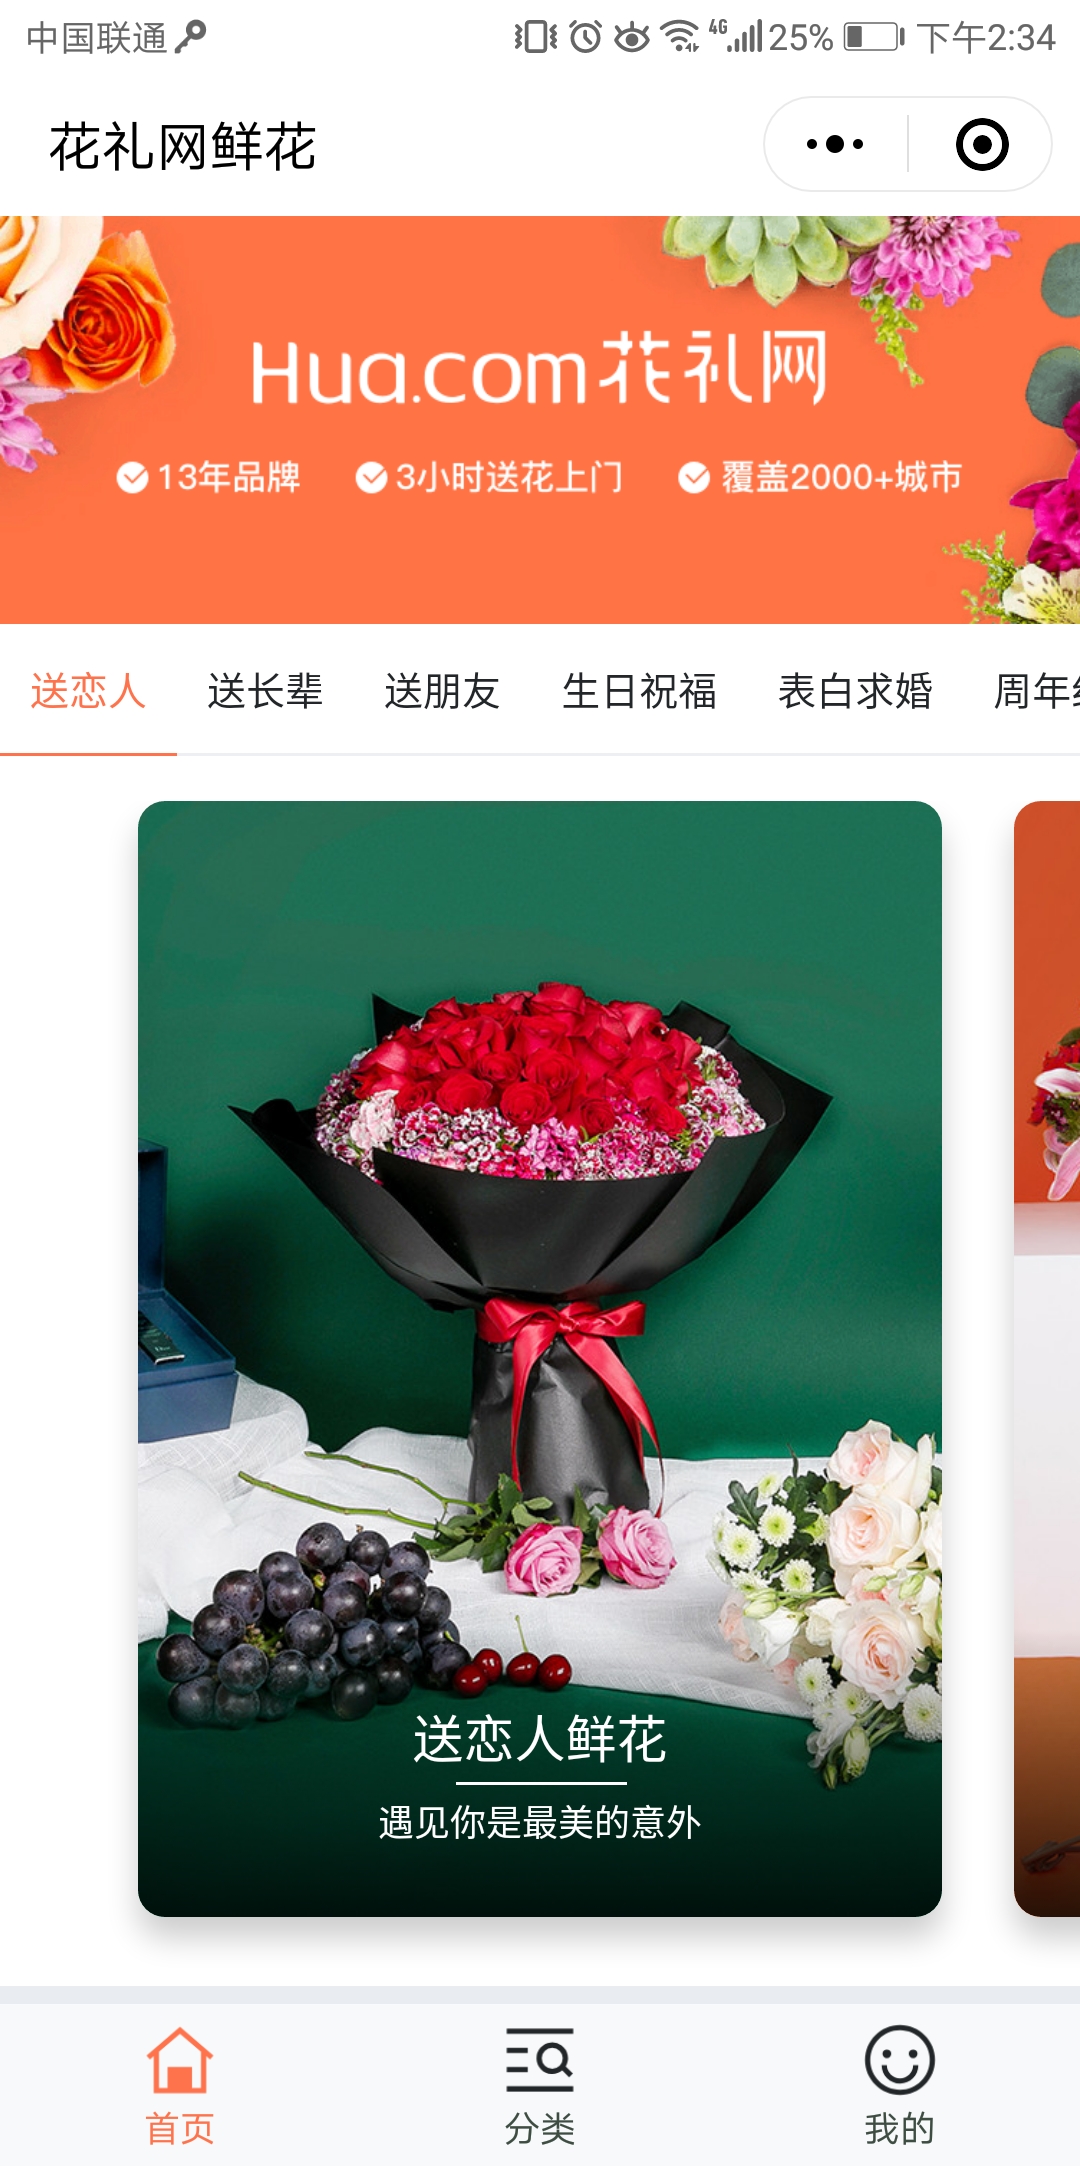 中国联通 4G 25% 下午2:34
花礼网鲜花
Hua.com花礼网
13年品牌 3小时送花上门 覆盖2000+城市
送恋人 送长辈 送朋友 生日祝福 表白求婚 周年
Dior
送恋人鲜花
遇见你是最美的意外
首页 分类 我的